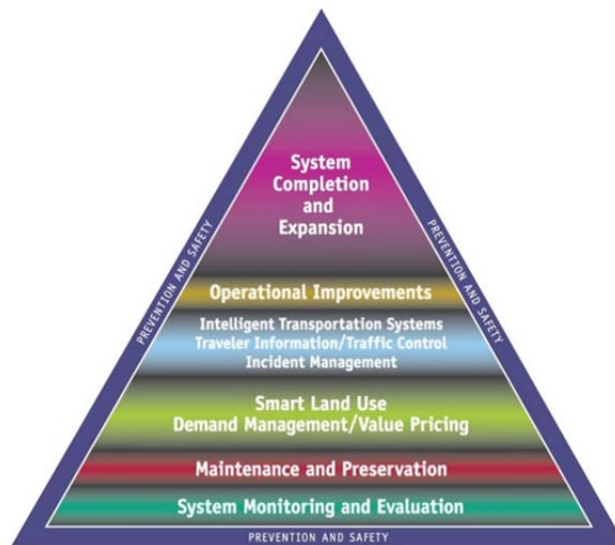 System
Completion
and
Expansion
Operational Improvements
Intelligent Transportation Systems
Traveler Information/Traffic Control
Incident Management
Smart Land Use
Demand Management/Value Pricing
Maintenance and Preservation
System Monitoring and Evaluation
PREVENTION AND SAFETY
PREVENTION AND SAFETY
PREVENTION AND SAFETY